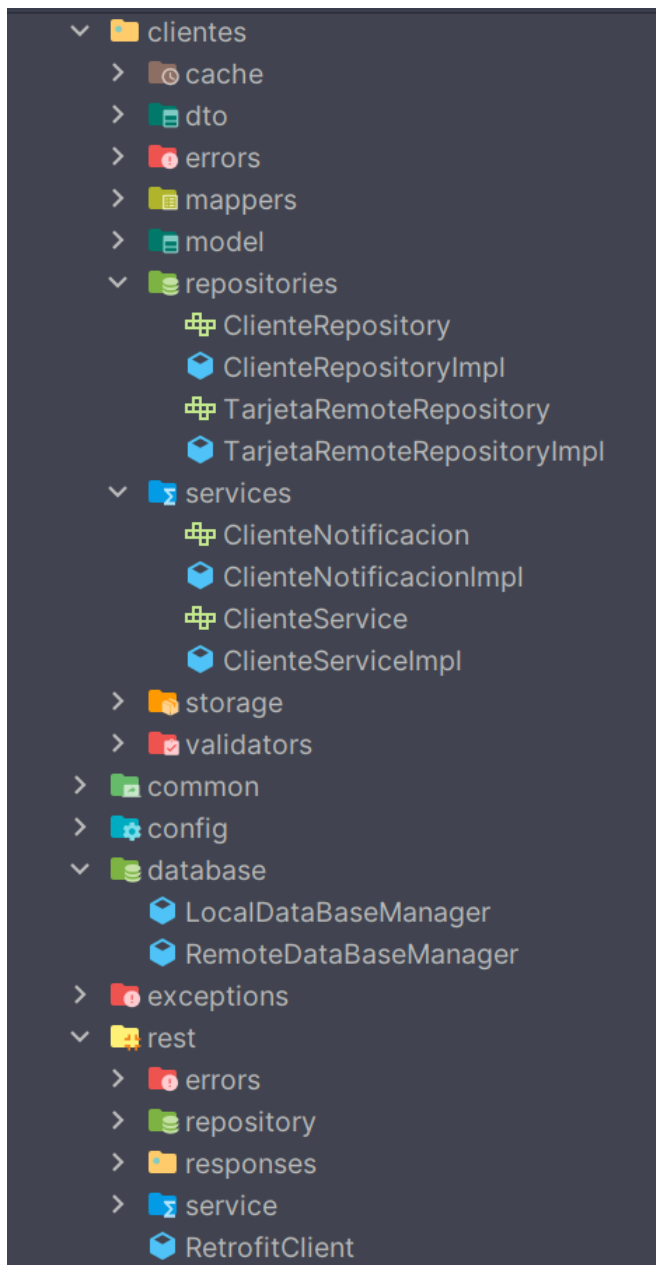 clientes
cache
dto
errors
mappers
model
repositories
ClienteRepository
ClienteRepositoryImpl
TarjetaRemoteRepository
TarjetaRemoteRepositoryImpl
services
ClienteNotificacion
ClienteNotificacionImpl
ClienteService
ClienteServiceImpl
storage
validators
common
config
database
LocalDataBaseManager
RemoteDataBaseManager
exceptions
rest
errors
repository
responses
service
RetrofitClient